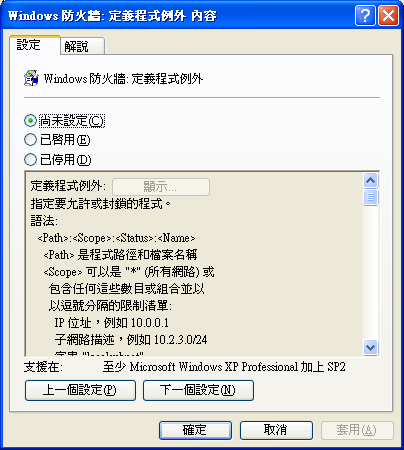 Windows 防火牆: 定義程式例外 內容
設定 解說
Windows 防火牆: 定義程式例外
尚未設定(C)
已啓用(E)
已停用(D)
定義程式例外: 顯示...
指定要允許或封鎖的程式。
語法:
<Path>:<Scope>:<Status>:<Name>
<Path> 是程式路徑和檔案名稱
<Scope> 可以是 "*" (所有網路) 或
包含任何這些數目或組合並以
以逗號分隔的限制清單:
IP 位址，例如 10.0.0.1
子網路描述，例如 10.2.3.0/24
支援在: 至少 Microsoft Windows XP Professional 加上 SP2
上一個設定(P) 下一個設定(N)
確定 取消 套用(A)